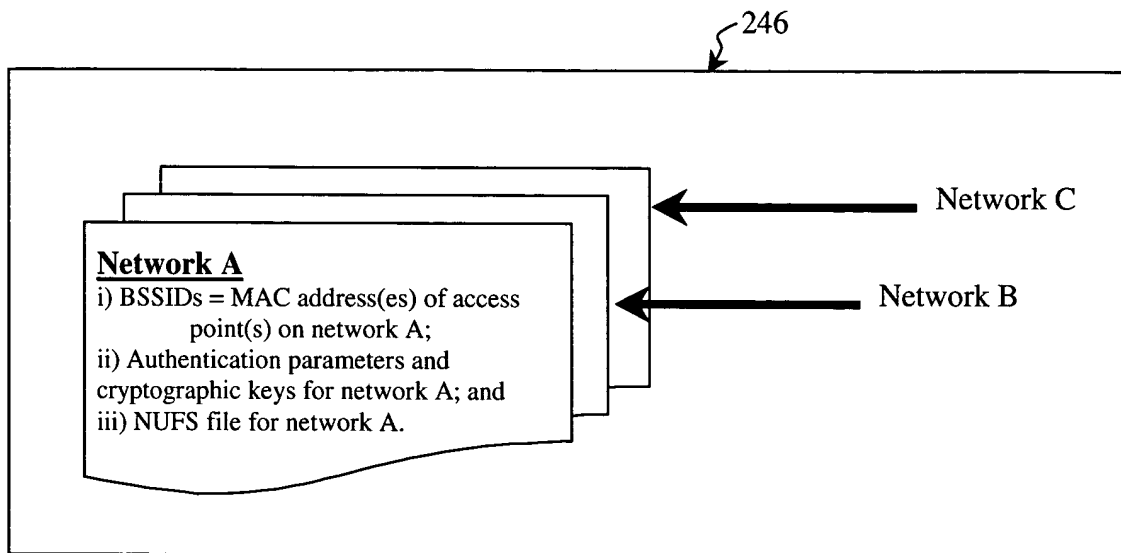 246
Network C
Network A
i) BSSIDs = MAC address(es) of access
point(s) on network A;
Network B
ii) Authentication parameters and
cryptographic keys for network A; and
iii) NUFS file for network A.